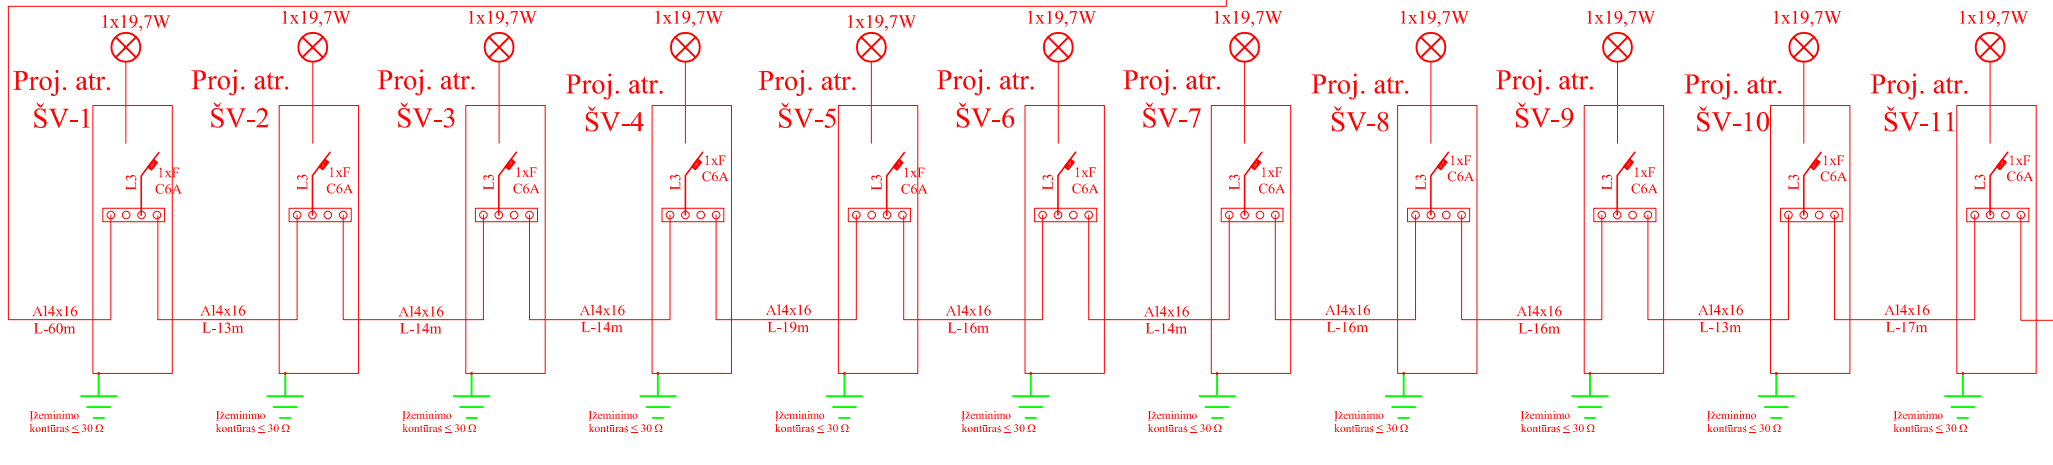 1x19,7W 1x19,7W 1x19,7W 1x19,7W 1x19,7W 1x19,7W 1x19,7W 1x19,7W 1x19,7W 1x19,7W 1x19,7W
Proj. atr. Proj. atr. Proj. atr. Proj. atr. Proj. atr. Proj. atr. Proj. atr. Proj. atr. Proj. atr. Proj. atr. Proj. atr.
ŠV-1 ŠV-2 ŠV-3 ŠV-4 ŠV-5 ŠV-6 ŠV-7 ŠV-8 ŠV-9 ŠV-10 ŠV-11
1xF 1xF 1xF 1xF 1xF 1xF 1xF 1xF 1xF 1xF 1xF
L3 L3 L3 L3 L3 L3 L3 L3 L3 L3 L3
C6A C6A C6A C6A C6A C6A C6A C6A C6A C6A C6A
Al4x16 Al4x16 Al4x16 Al4x16 Al4x16 Al4x16 Al4x16 Al4x16 Al4x16 Al4x16 Al4x16
L-60m L-13m L-14m L-14m L-19m L-16m L-14m L-16m L-16m L-13m L-17m
Įžeminimo Įžeminimo Įžeminimo Įžeminimo Įžeminimo Įžeminimo Įžeminimo Įžeminimo Įžeminimo Įžeminimo Įžeminimo
kontūras ≤ 30 Ω kontūras ≤ 30 Ω kontūras ≤ 30 Ω kontūras ≤ 30 Ω kontūras ≤ 30 Ω kontūras ≤ 30 Ω kontūras ≤ 30 Ω kontūras ≤ 30 Ω kontūras ≤ 30 Ω kontūras ≤ 30 Ω kontūras ≤ 30 Ω